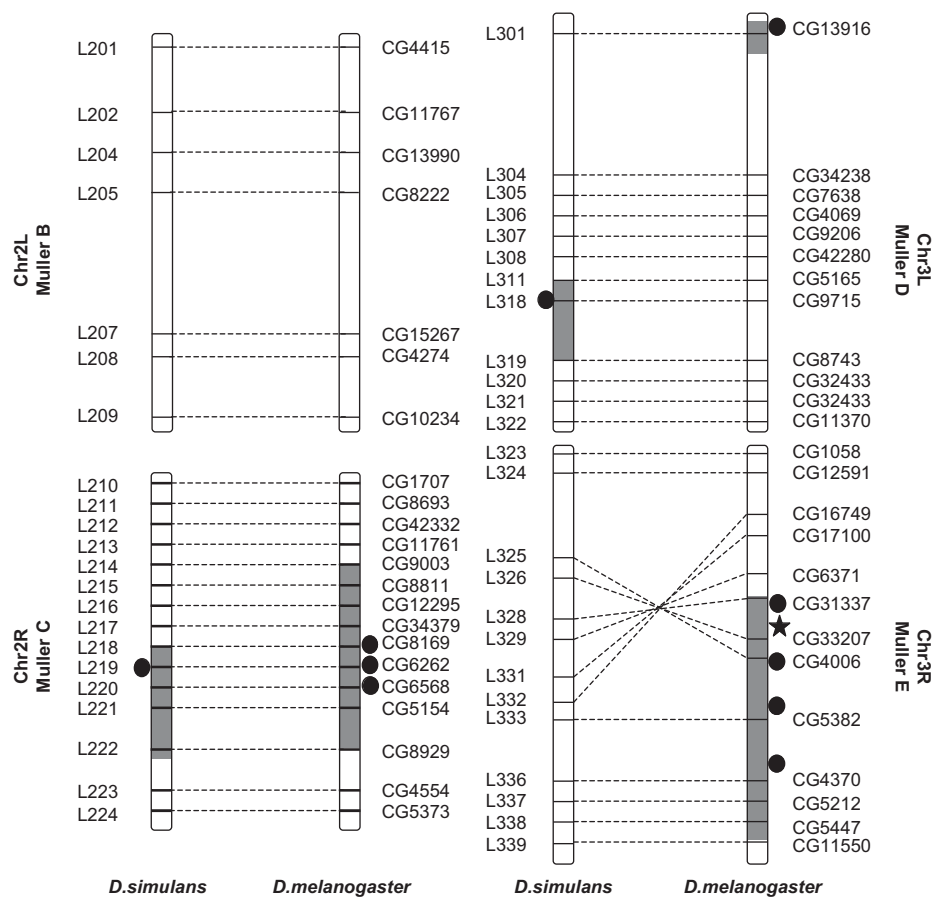 L201 CG4415
L202 CG11767
L204 CG13990
L205 CG8222
L207 CG15267
L208 CG4274
L209 CG10234
Chr2L
Muller B
L210 CG1707
L211 CG8693
L212 CG42332
L213 CG11761
L214 CG9003
L215 CG8811
L216 CG12295
L217 CG34379
L218 CG8169
L219 CG6262
L220 CG6568
L221 CG5154
L222 CG8929
L223 CG4554
L224 CG5373
Chr2R
Muller C
D.simulans D.melanogaster
L301 CG13916
L304 CG34238
L305 CG7638
L306 CG4069
L307 CG9206
L308 CG42280
L311 CG5165
L318 CG9715
L319 CG8743
L320 CG32433
L321 CG32433
L322 CG11370
Chr3L
Muller D
L323 CG1058
L324 CG12591
CG16749
CG17100
L325
L326 CG6371
CG31337
L328
L329 CG33207
CG4006
L331
L332
L333 CG5382
L336 CG4370
L337 CG5212
L338 CG5447
L339 CG11550
Chr3R
Muller E
D.simulans D.melanogaster